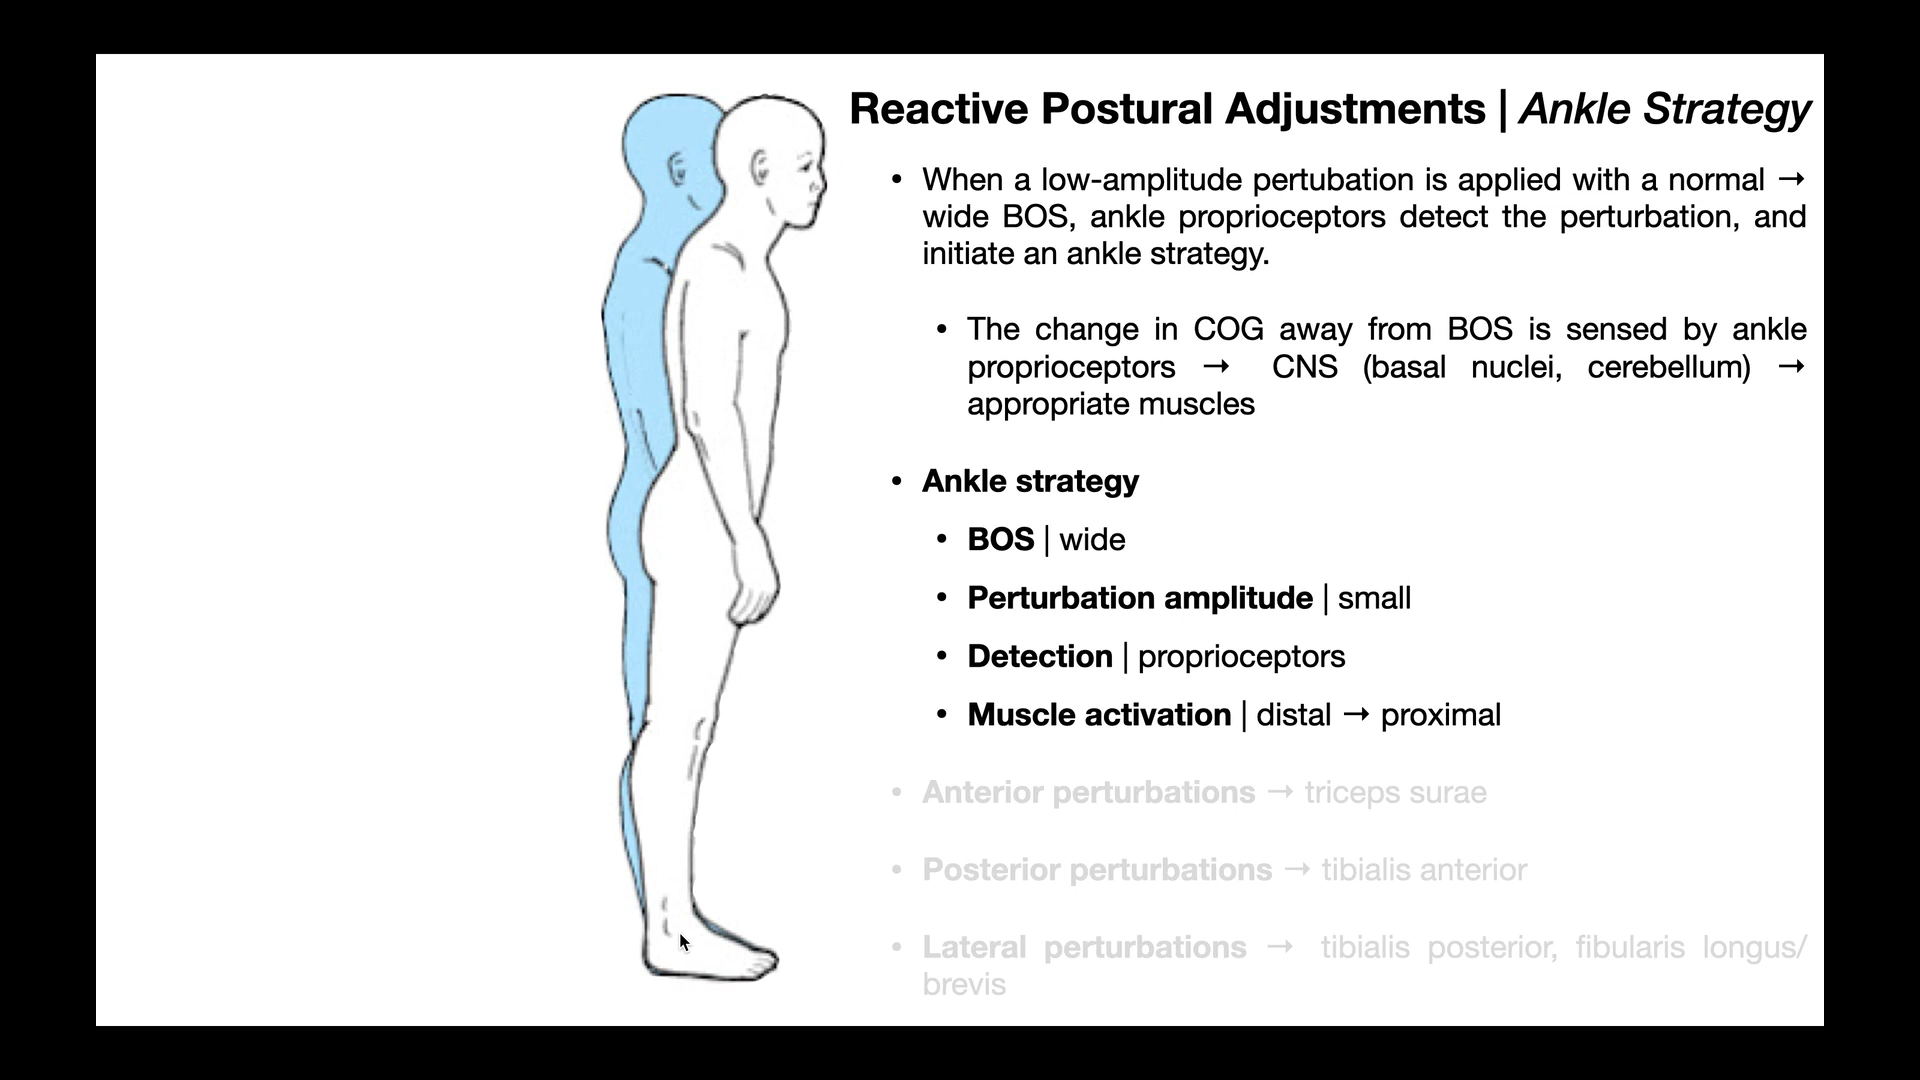 Reactive Postural Adjustments | Ankle Strategy
• When a low-amplitude pertubation is applied with a normal →
wide BOS, ankle proprioceptors detect the perturbation, and
initiate an ankle strategy.
• The change in COG away from BOS is sensed by ankle
proprioceptors → CNS (basal nuclei, cerebellum) →
appropriate muscles
• Ankle strategy
• BOS | wide
• Perturbation amplitude | small
• Detection | proprioceptors
• Muscle activation | distal → proximal
• Anterior perturbations → triceps surae
• Posterior perturbations → tibialis anterior
• Lateral perturbations → tibialis posterior, fibularis longus/
brevis